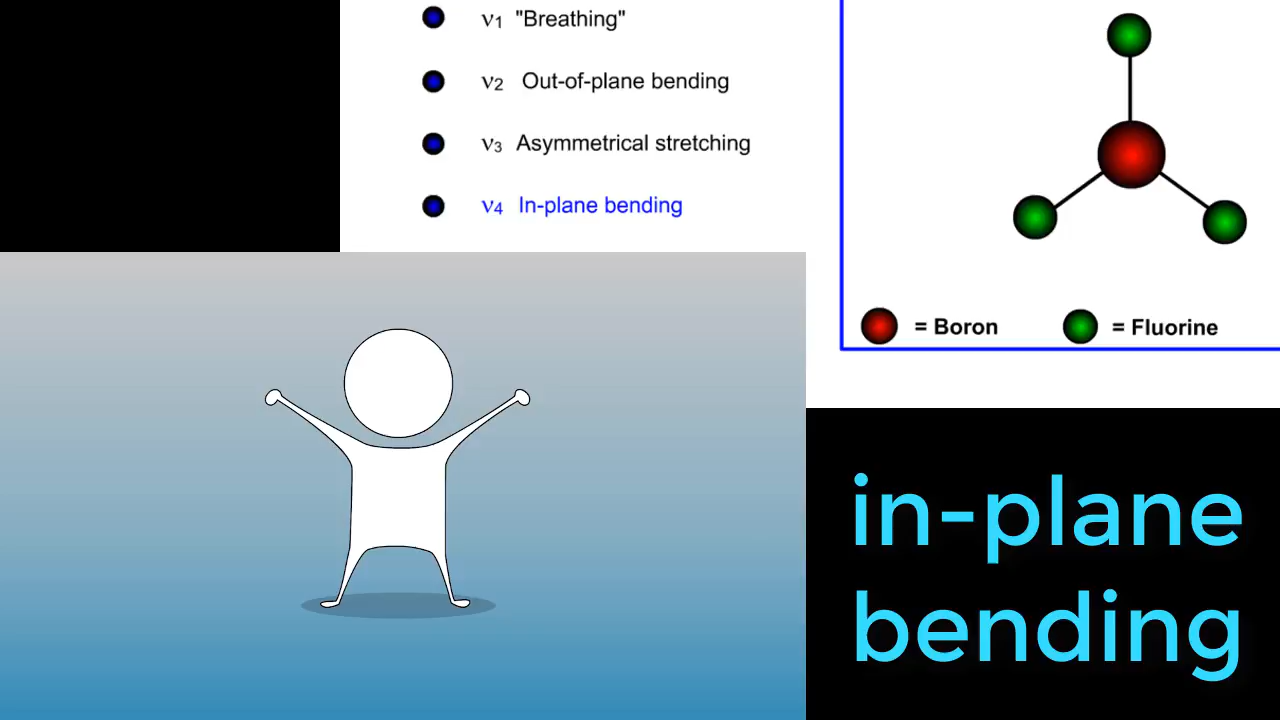 ν1 "Breathing"
ν2 Out-of-plane bending
ν3 Asymmetrical stretching
ν4 In-plane bending
= Boron = Fluorine
in-plane
bending